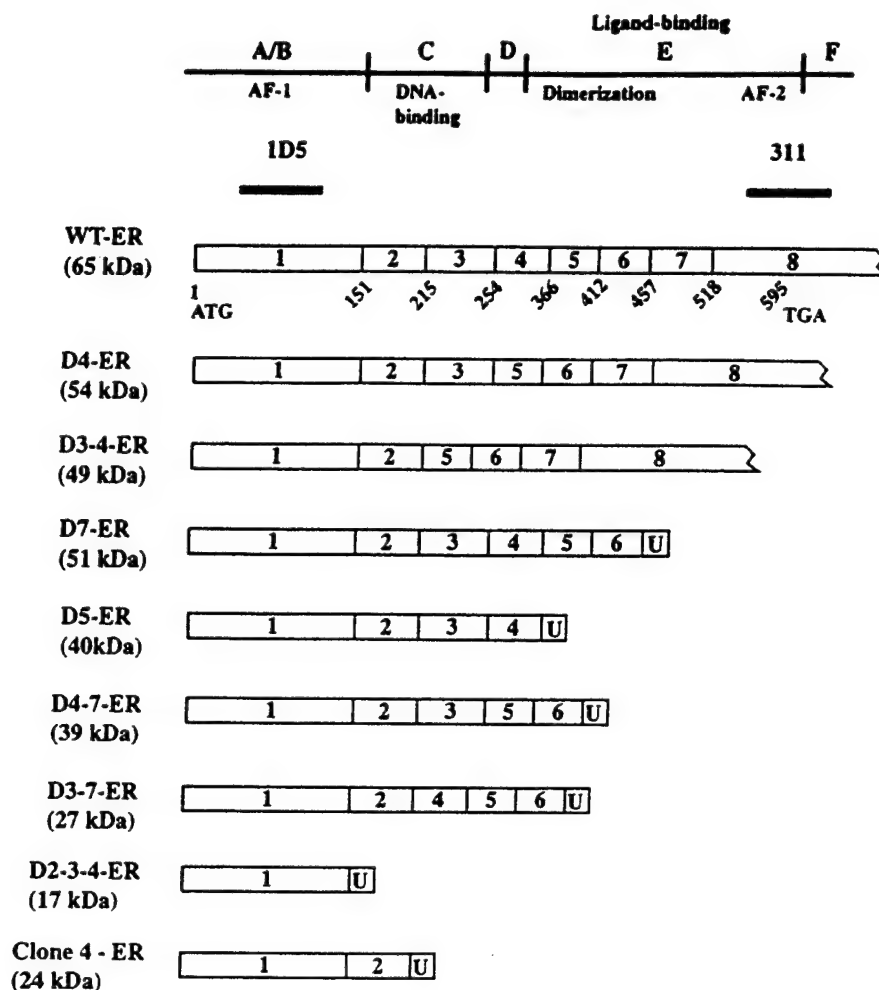 Ligand-binding
A/B C D E F
AF-1 DNA-binding Dimerization AF-2
1D5 311
WT-ER
(65 kDa)
1 2 3 4 5 6 7 8
1 151 215 254 366 412 457 518 595
ATG TGA
D4-ER
(54 kDa)
1 2 3 5 6 7 8
D3-4-ER
(49 kDa)
1 2 5 6 7 8
D7-ER
(51 kDa)
1 2 3 4 5 6 U
D5-ER
(40kDa)
1 2 3 4 U
D4-7-ER
(39 kDa)
1 2 3 5 6 U
D3-7-ER
(27 kDa)
1 2 4 5 6 U
D2-3-4-ER
(17 kDa)
1 U
Clone 4 - ER
(24 kDa)
1 2 U